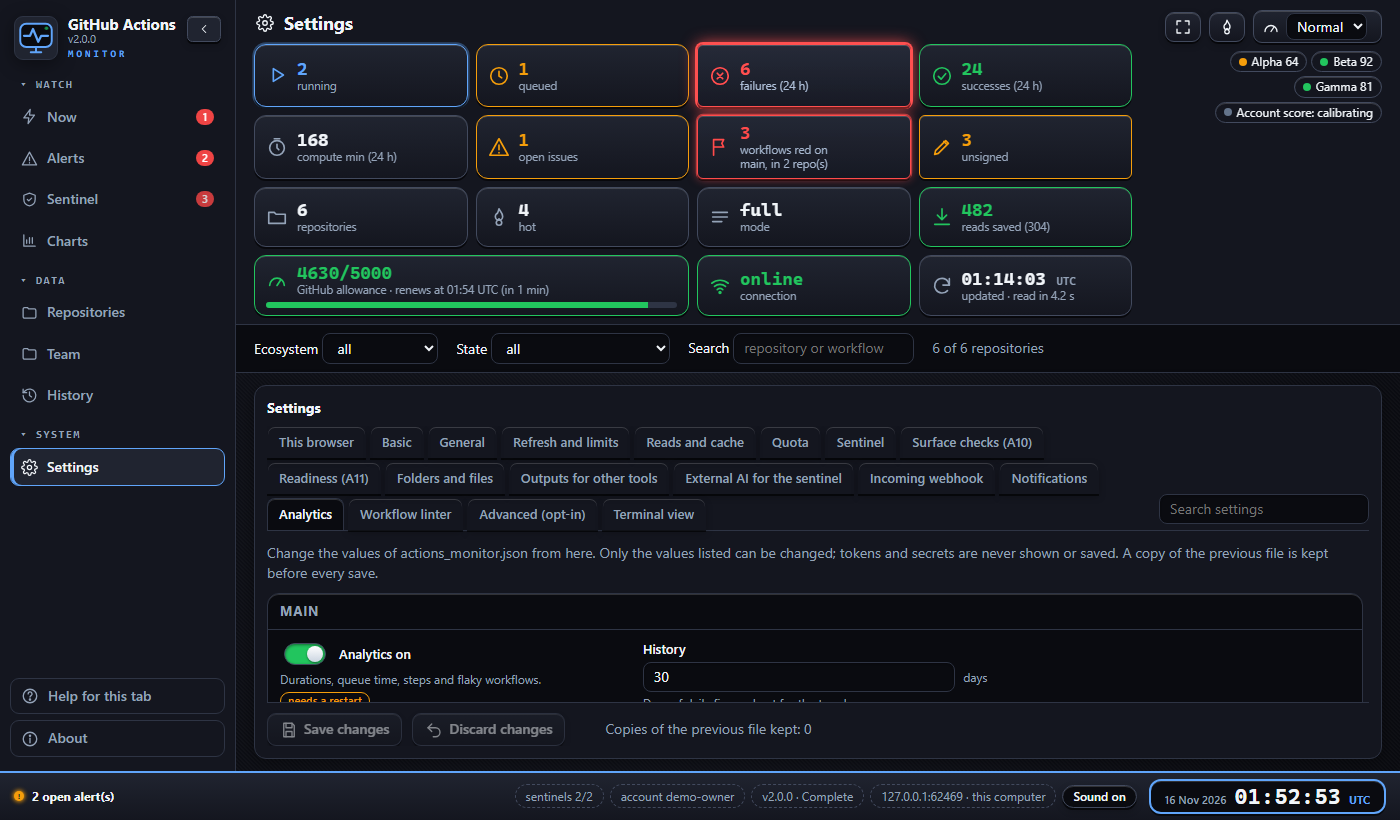 GitHub Actions
v2.0.0
MONITOR
WATCH
Now 1
Alerts 2
Sentinel 3
Charts
DATA
Repositories
Team
History
SYSTEM
Settings
Help for this tab
About
Settings
Normal
Alpha 64
Beta 92
Gamma 81
Account score: calibrating
2
running
1
queued
6
failures (24 h)
24
successes (24 h)
168
compute min (24 h)
1
open issues
3
workflows red on
main, in 2 repo(s)
3
unsigned
6
repositories
4
hot
full
mode
482
reads saved (304)
4630/5000
GitHub allowance · renews at 01:54 UTC (in 1 min)
online
connection
01:14:03 UTC
updated · read in 4.2 s
Ecosystem all State all Search repository or workflow 6 of 6 repositories
Settings
This browser Basic General Refresh and limits Reads and cache Quota Sentinel Surface checks (A10)
Readiness (A11) Folders and files Outputs for other tools External AI for the sentinel Incoming webhook Notifications
Analytics Workflow linter Advanced (opt-in) Terminal view Search settings
Change the values of actions_monitor.json from here. Only the values listed can be changed; tokens and secrets are never shown or saved. A copy of the previous file is kept
before every save.
MAIN
Analytics on
Durations, queue time, steps and flaky workflows.
needs a restart
History
30 days
Save changes Discard changes Copies of the previous file kept: 0
2 open alert(s) sentinels 2/2 account demo-owner v2.0.0 · Complete 127.0.0.1:62469 · this computer Sound on 16 Nov 2026 01:52:53 UTC